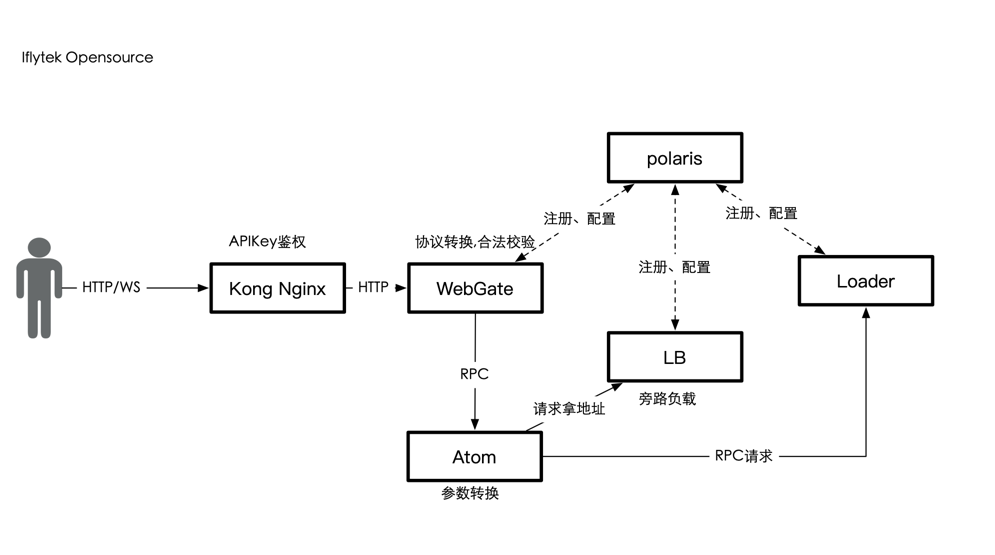 Iflytek Opensource
polaris
注册、配置
注册、配置
APIKey鉴权
协议转换,合法校验
注册、配置
HTTP/WS
Kong Nginx
HTTP
WebGate
Loader
LB
RPC
请求拿地址
旁路负载
Atom
RPC请求
参数转换